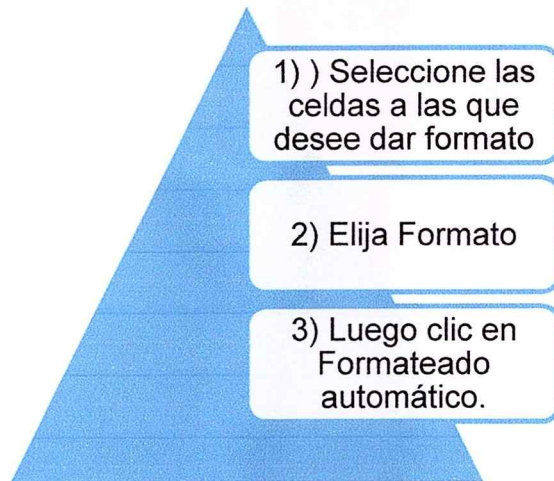 1) ) Seleccione las
celdas a las que
desee dar formato
2) Elija Formato
3) Luego clic en
Formateado
automático.